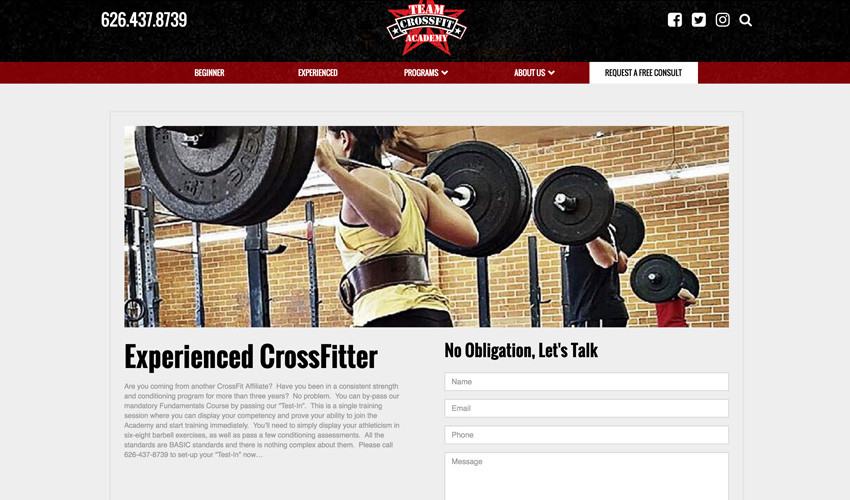 626.437.8739
TEAM
CROSSFIT
ACADEMY
BEGINNER
EXPERIENCED
PROGRAMS
ABOUT US
REQUEST A FREE CONSULT
Experienced CrossFitter
Are you coming from another CrossFit Affiliate?  Have you been in a consistent strength
and conditioning program for more than three years?  No problem.  You can by-pass our
mandatory Fundamentals Course by passing our "Test-In".  This is a single training
session where you can display your competency and prove your ability to join the
Academy and start training immediately.  You'll need to simply display your athleticism in
six-eight barbell exercises, as well as pass a few conditioning assessments.  All the
standards are BASIC standards and there is nothing complex about them.  Please call
626-437-8739 to set-up your "Test-In" now...
No Obligation, Let's Talk
Name
Email
Phone
Message